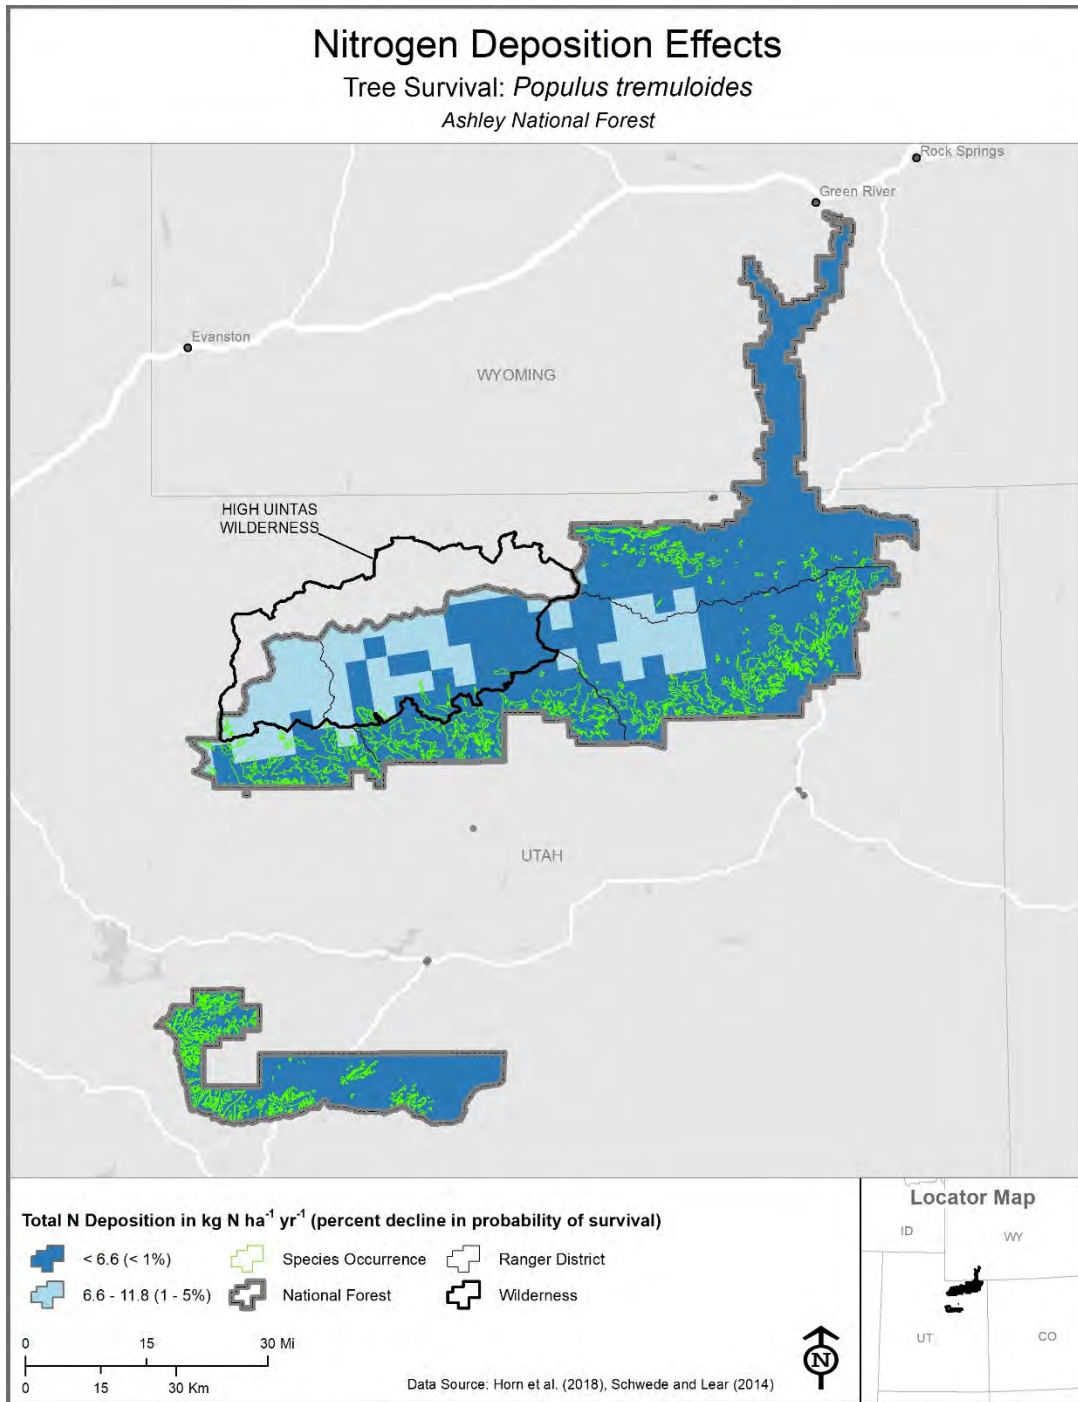 Nitrogen Deposition Effects
Tree Survival: Populus tremuloides
Ashley National Forest
Rock Springs
Green River
Evanston
WYOMING
HIGH UINTAS
WILDERNESS
UTAH
Total N Deposition in kg N ha⁻¹ yr⁻¹ (percent decline in probability of survival)
< 6.6 (< 1%)
Species Occurrence
Ranger District
6.6 - 11.8 (1 - 5%)
National Forest
Wilderness
0 15 30 Mi
0 15 30 Km
N
Data Source: Horn et al. (2018), Schwede and Lear (2014)
Locator Map
ID
WY
UT
CO